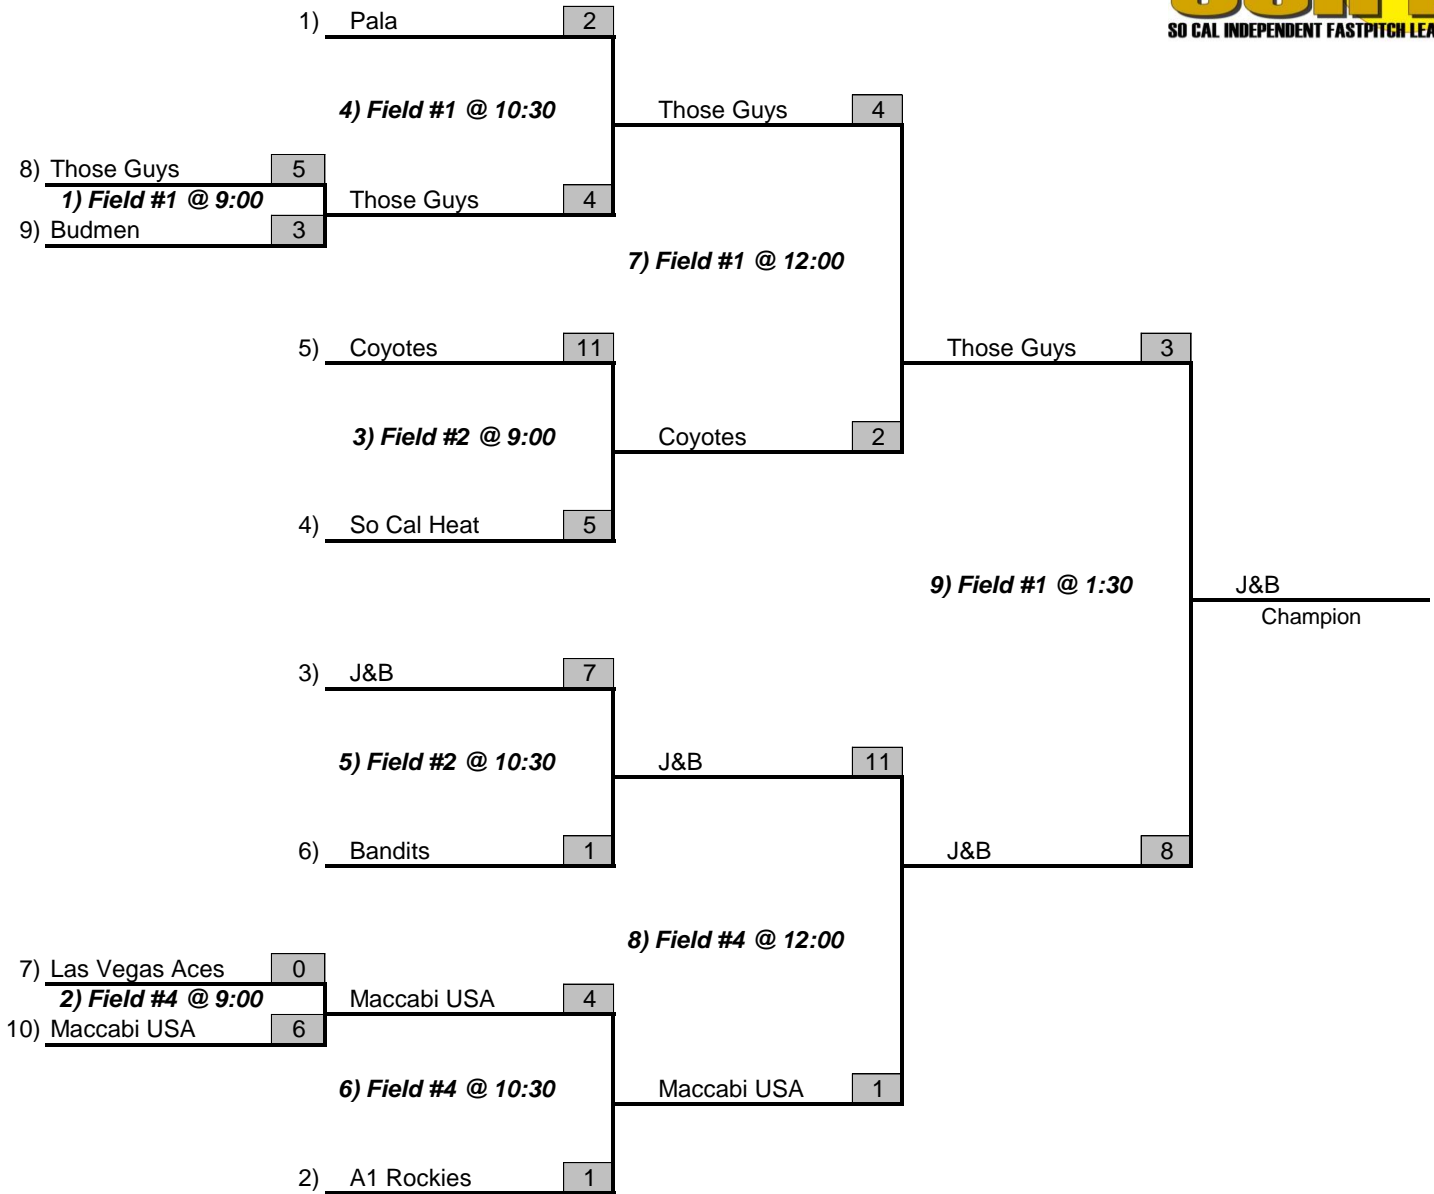 SO CAL INDEPENDENT FASTPITCH
1) Pala 2
4) Field #1 @ 10:30
Those Guys 4
8) Those Guys 5
1) Field #1 @ 9:00
Those Guys 4
9) Budmen 3
7) Field #1 @ 12:00
5) Coyotes 11
Those Guys 3
3) Field #2 @ 9:00
Coyotes 2
4) So Cal Heat 5
9) Field #1 @ 1:30
J&B
Champion
3) J&B 7
5) Field #2 @ 10:30
J&B 11
6) Bandits 1
J&B 8
8) Field #4 @ 12:00
7) Las Vegas Aces 0
2) Field #4 @ 9:00
Maccabi USA 4
10) Maccabi USA 6
6) Field #4 @ 10:30
Maccabi USA 1
2) A1 Rockies 1